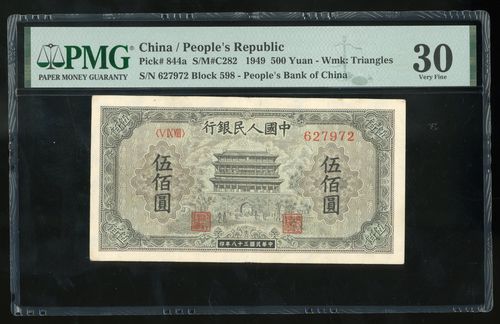 PMG
PAPER MONEY GUARANTY
China / People's Republic
Pick# 844a S/M#C282 1949 500 Yuan - Wmk: Triangles
S/N 627972 Block 598 - People's Bank of China
30
Very Fine
行銀民人國中
627972
伍佰圓
伍佰圓
印年八十三國民華中